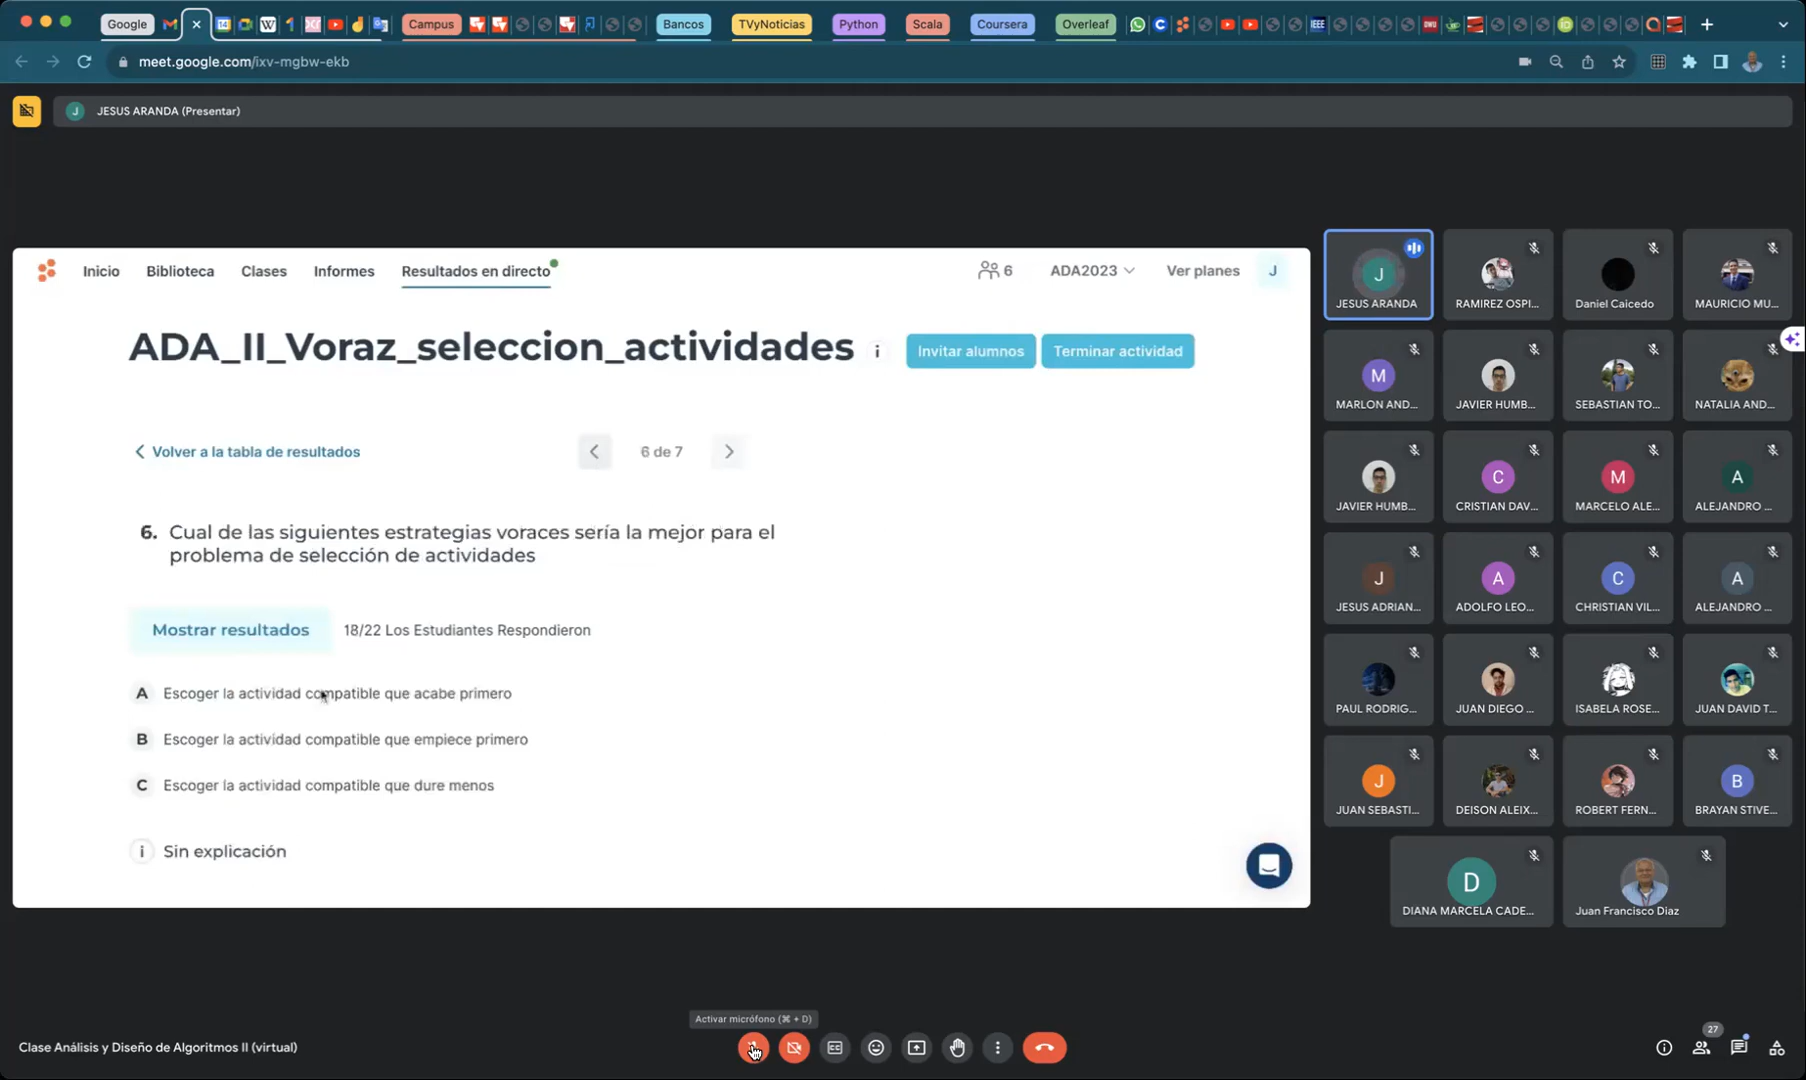 Google
Campus
Bancos
TVyNoticias
Python
Scala
Coursera
Overleaf
meet.google.com/ixv-mgbw-ekb
J
JESUS ARANDA (Presentar)
Inicio
Biblioteca
Clases
Informes
Resultados en directo
6
ADA2023
Ver planes
J
ADA_II_Voraz_seleccion_actividades
i
Invitar alumnos
Terminar actividad
Volver a la tabla de resultados
6 de 7
6. Cual de las siguientes estrategias voraces sería la mejor para el
problema de selección de actividades
Mostrar resultados
18/22 Los Estudiantes Respondieron
A Escoger la actividad compatible que acabe primero
B Escoger la actividad compatible que empiece primero
C Escoger la actividad compatible que dure menos
i Sin explicación
J
JESUS ARANDA
RAMIREZ OSPI...
Daniel Caicedo
MAURICIO MU...
M
MARLON AND...
JAVIER HUMB...
SEBASTIAN TO...
NATALIA AND...
JAVIER HUMB...
C
CRISTIAN DAV...
M
MARCELO ALE...
A
ALEJANDRO ...
J
JESUS ADRIAN...
A
ADOLFO LEO...
C
CHRISTIAN VIL...
A
ALEJANDRO ...
PAUL RODRIG...
JUAN DIEGO ...
ISABELA ROSE...
JUAN DAVID T...
J
JUAN SEBASTI...
DEISON ALEIX...
ROBERT FERN...
B
BRAYAN STIVE...
D
DIANA MARCELA CADE...
Juan Francisco Diaz
Activar micrófono (⌘ + D)
Clase Análisis y Diseño de Algoritmos II (virtual)
27